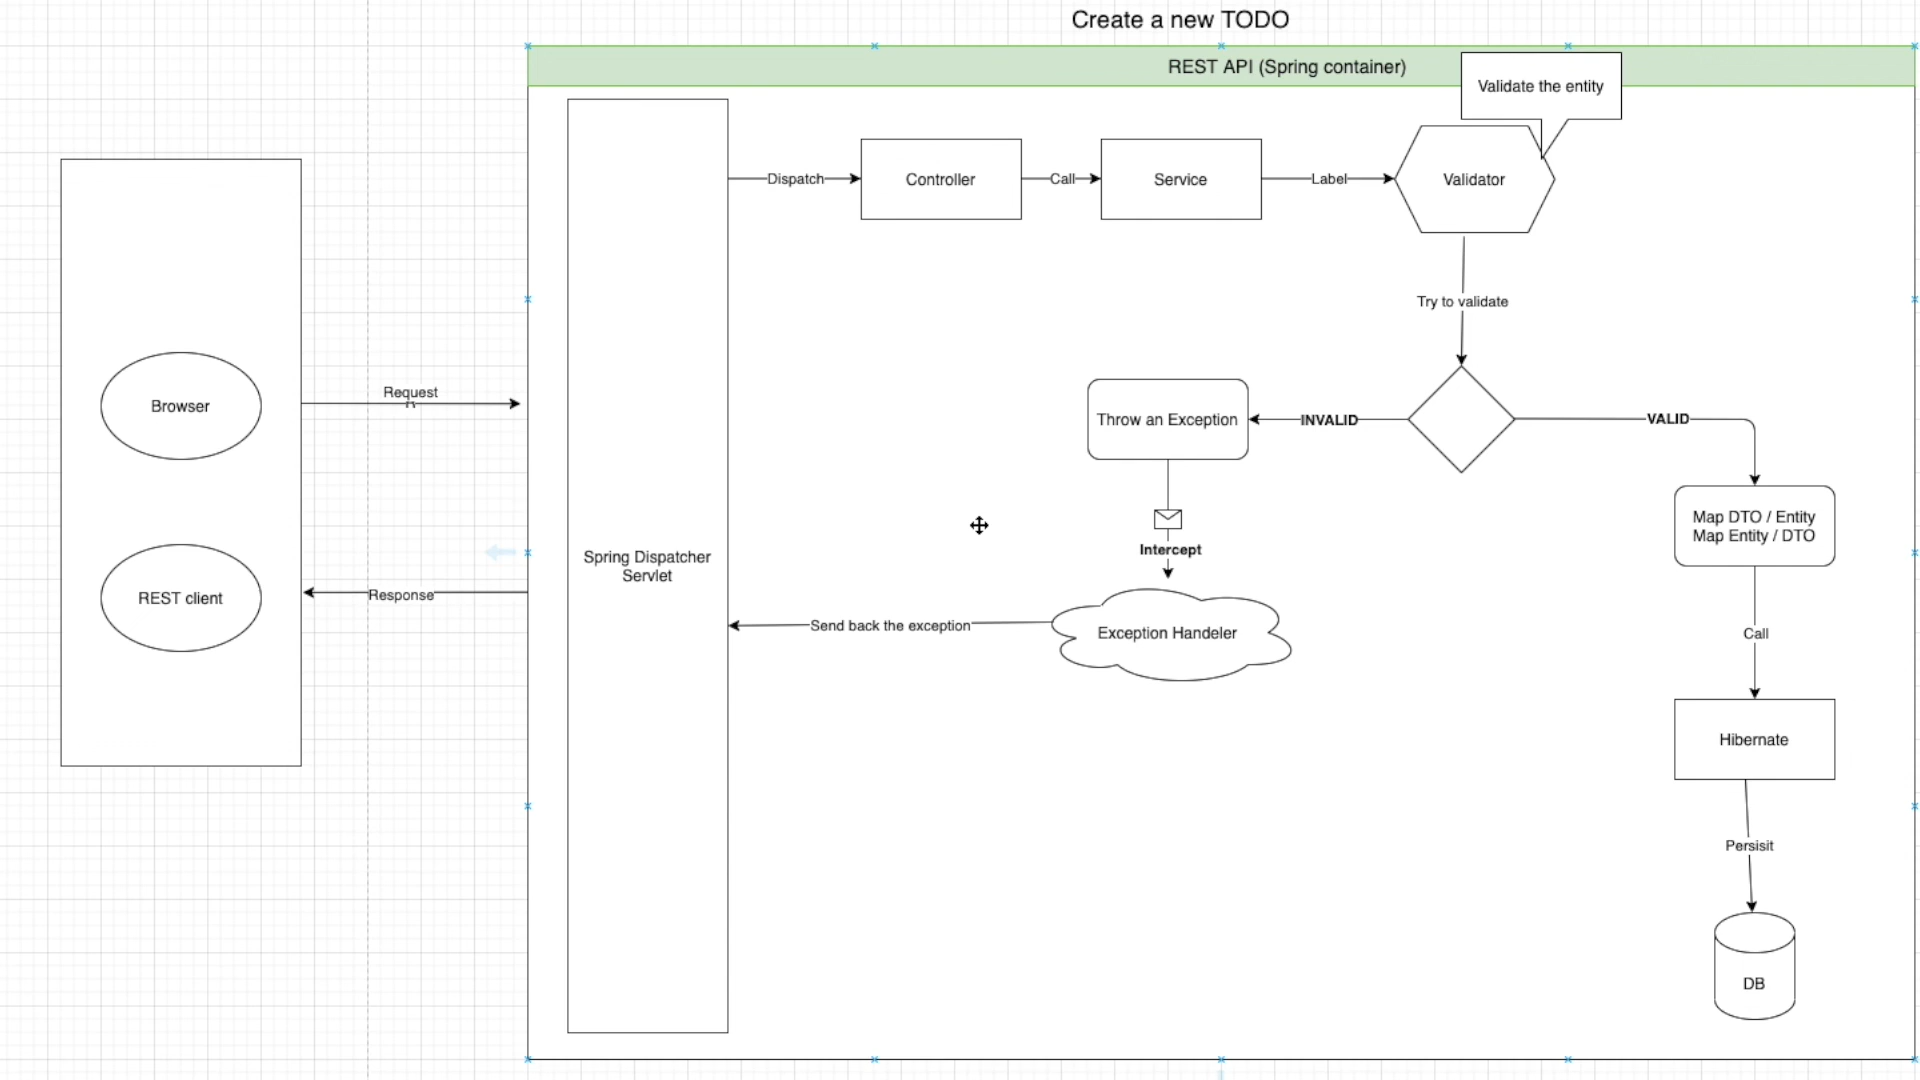 Create a new TODO
REST API (Spring container)
Validate the entity
Dispatch
Controller
Call
Service
Label
Validator
Try to validate
Browser
Request
Throw an Exception
INVALID
VALID
Map DTO / Entity
Map Entity / DTO
Intercept
Spring Dispatcher
Servlet
REST client
Response
Send back the exception
Exception Handeler
Call
Hibernate
Persisit
DB